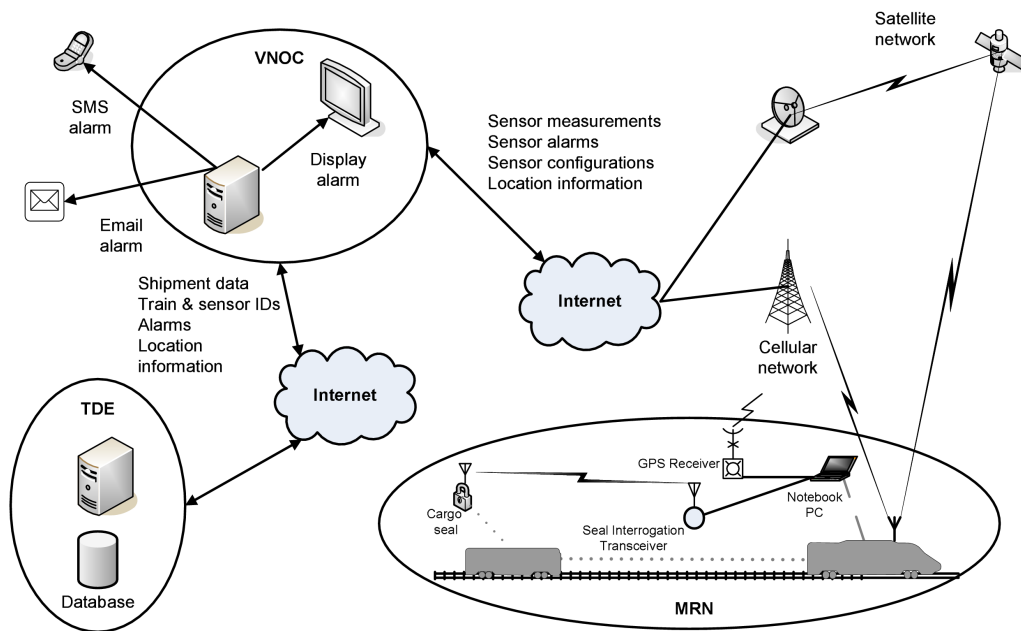 Satellite
network
VNOC
SMS
alarm
Display
alarm
Sensor measurements
Sensor alarms
Sensor configurations
Location information
Email
alarm
Shipment data
Train & sensor IDs
Alarms
Location
information
Internet
Cellular
network
Internet
TDE
Database
GPS Receiver
Notebook
PC
Cargo
seal
Seal Interrogation
Transceiver
MRN